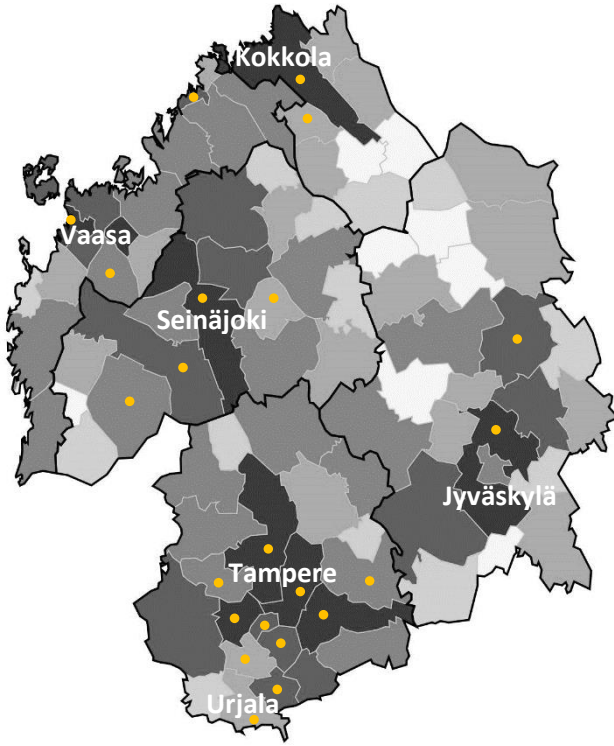 Kokkola
Vaasa
Seinäjoki
Jyväskylä
Tampere
Urjala